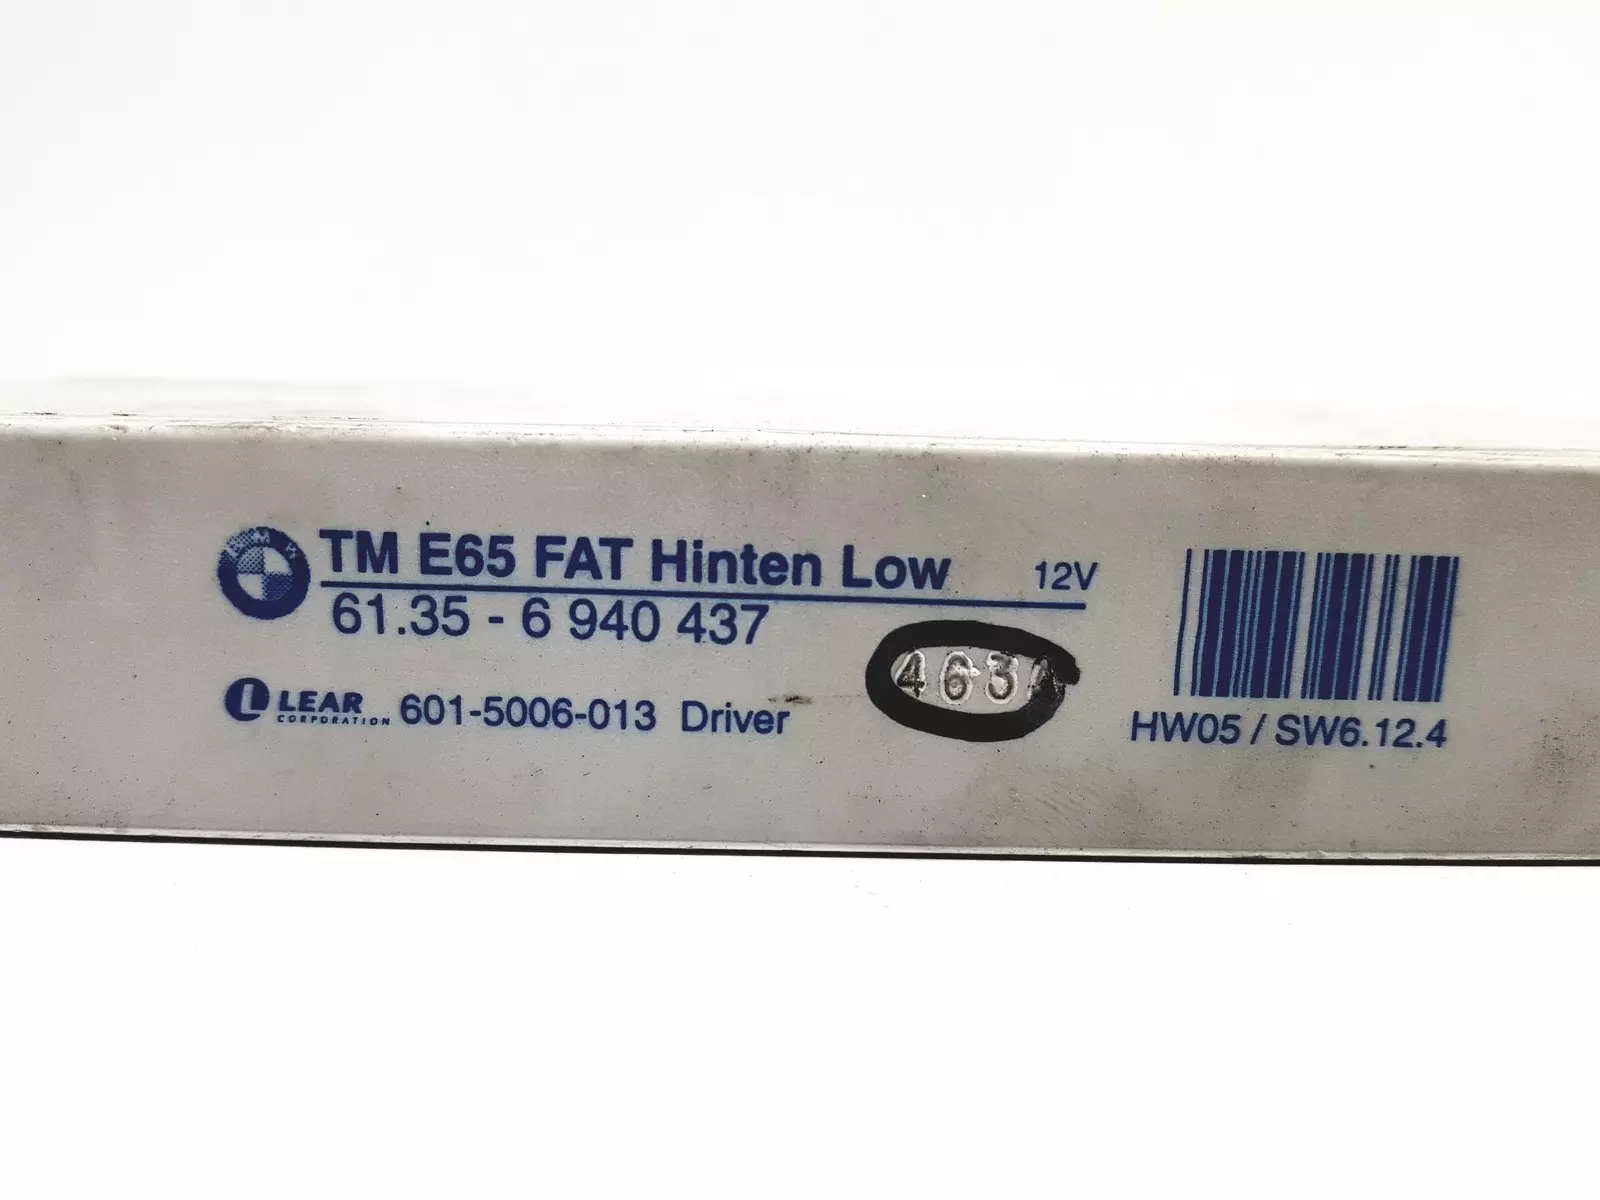 BMW
TM E65 FAT Hinten Low 12V
61.35 - 6 940 437
463
LEAR CORPORATION 601-5006-013 Driver
HW05 / SW6.12.4